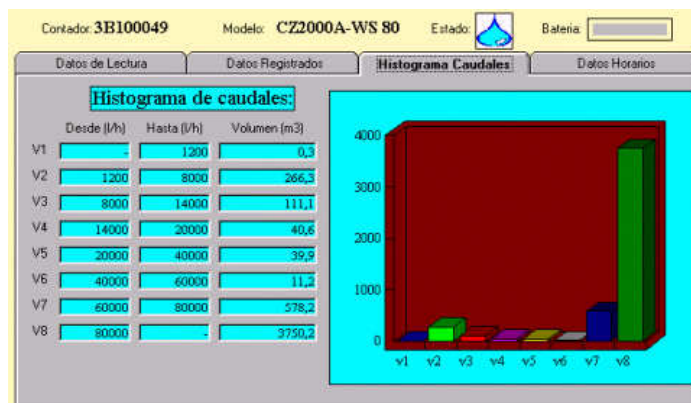 Contador: 3B100049 Modelo: CZ2000A-WS 80 Estado: Bateria:
Datos de Lectura Datos Registrados Histograma Caudales Datos Horarios
Histograma de caudales:
Desde (l/h) Hasta (l/h) Volumen (m3)
V1 - 1200 0,3
V2 1200 8000 266,3
V3 8000 14000 111,1
V4 14000 20000 40,6
V5 20000 40000 39,9
V6 40000 60000 11,2
V7 60000 80000 578,2
V8 80000 - 3750,2
4000
3000
2000
1000
0
v1 v2 v3 v4 v5 v6 v7 v8